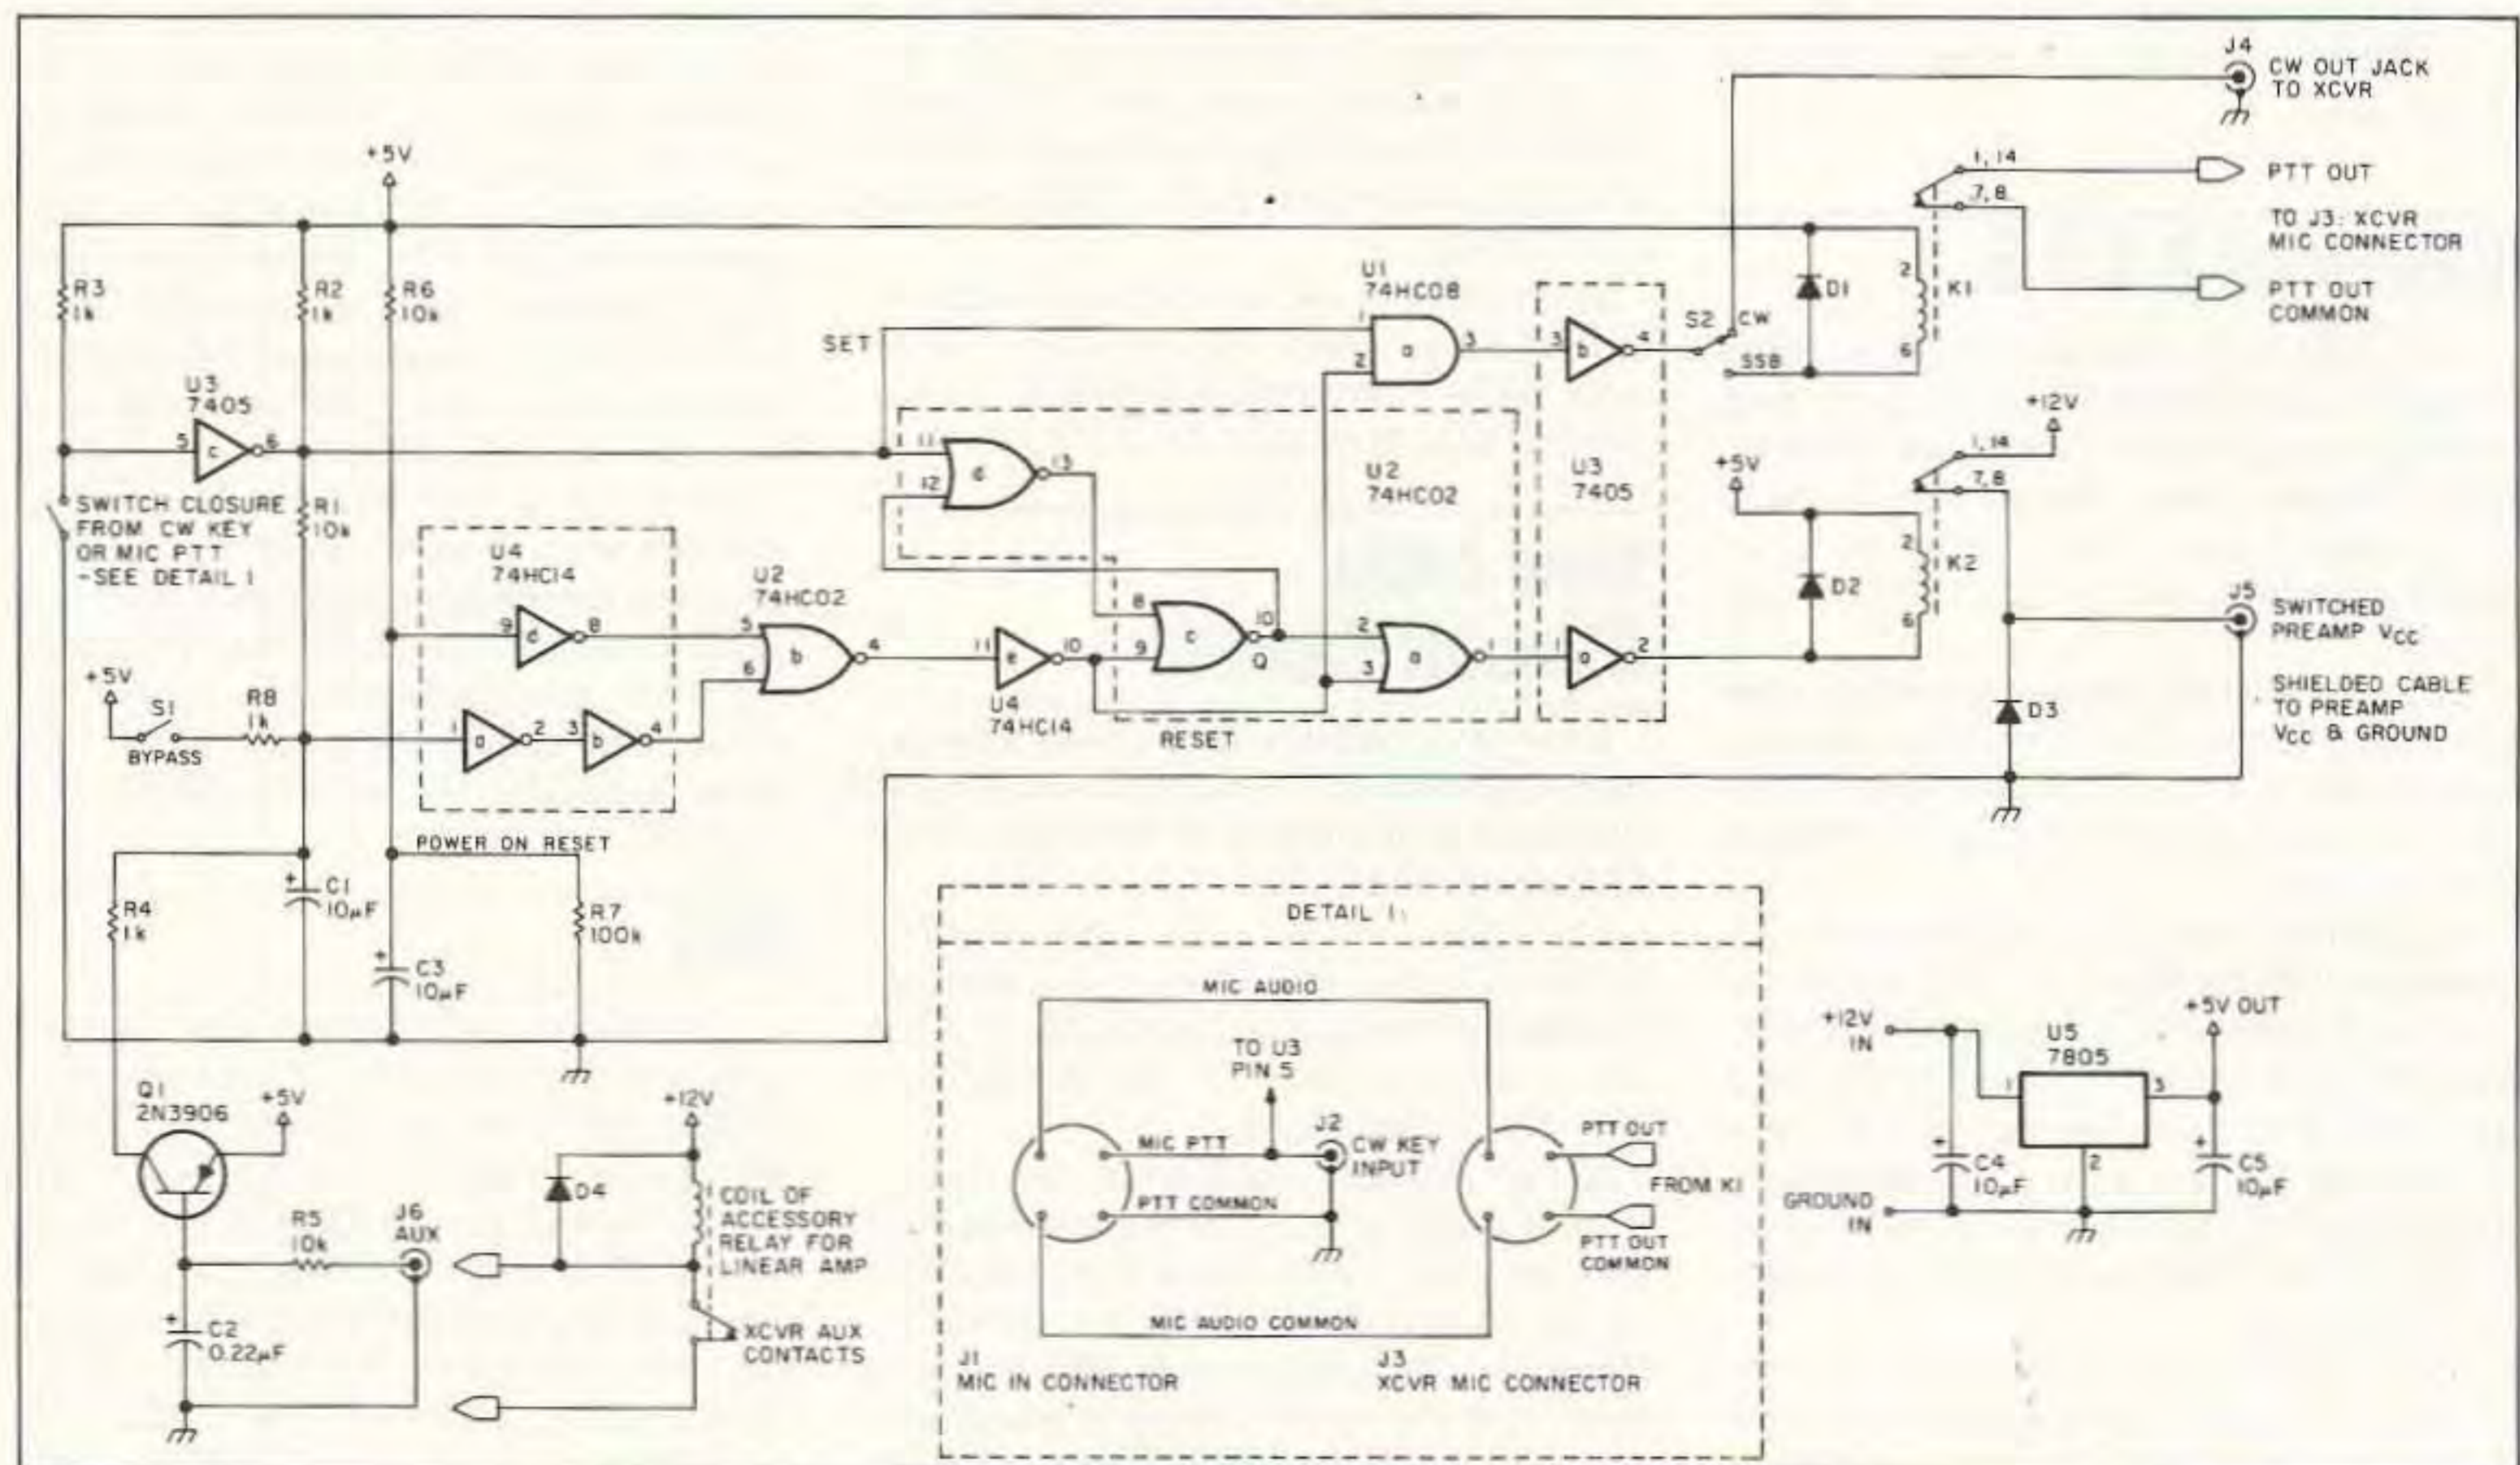 J4
CW OUT JACK
TO XCVR
+5V
1, 14
PTT OUT
7, 8
TO J3: XCVR
MIC CONNECTOR
R3
1k
R2
1k
R6
10k
U1
74HC08
1
2
a
3
3
b
4
S2
CW
SSB
D1
2
K1
6
PTT OUT
COMMON
SET
U3
7405
5
c
6
+12V
11
12
d
13
U2
74HC02
U3
7405
+5V
1, 14
7, 8
SWITCH CLOSURE
FROM CW KEY
OR MIC PTT
-SEE DETAIL 1
R1
10k
U4
74HC14
U2
74HC02
D2
2
K2
6
J5
SWITCHED
PREAMP VCC
9
d
8
5
6
b
4
11
e
10
8
9
c
10
Q
2
3
a
1
1
a
2
+5V
S1
BYPASS
R8
1k
1
a
2
3
b
4
U4
74HC14
RESET
D3
SHIELDED CABLE
TO PREAMP
VCC & GROUND
POWER ON RESET
R4
1k
+
C1
10µF
+
C3
10µF
R7
100k
DETAIL 1:
MIC AUDIO
TO U3
PIN 5
J2
CW KEY
INPUT
MIC PTT
PTT COMMON
PTT OUT
FROM K1
PTT OUT
COMMON
MIC AUDIO COMMON
J1
MIC IN CONNECTOR
J3
XCVR MIC CONNECTOR
+12V
IN
U5
7805
+5V OUT
1
3
2
+
C4
10µF
+
C5
10µF
GROUND
IN
Q1
2N3906
+5V
+12V
D4
COIL OF
ACCESSORY
RELAY FOR
LINEAR AMP
R5
10k
J6
AUX
+
C2
0.22µF
XCVR AUX
CONTACTS